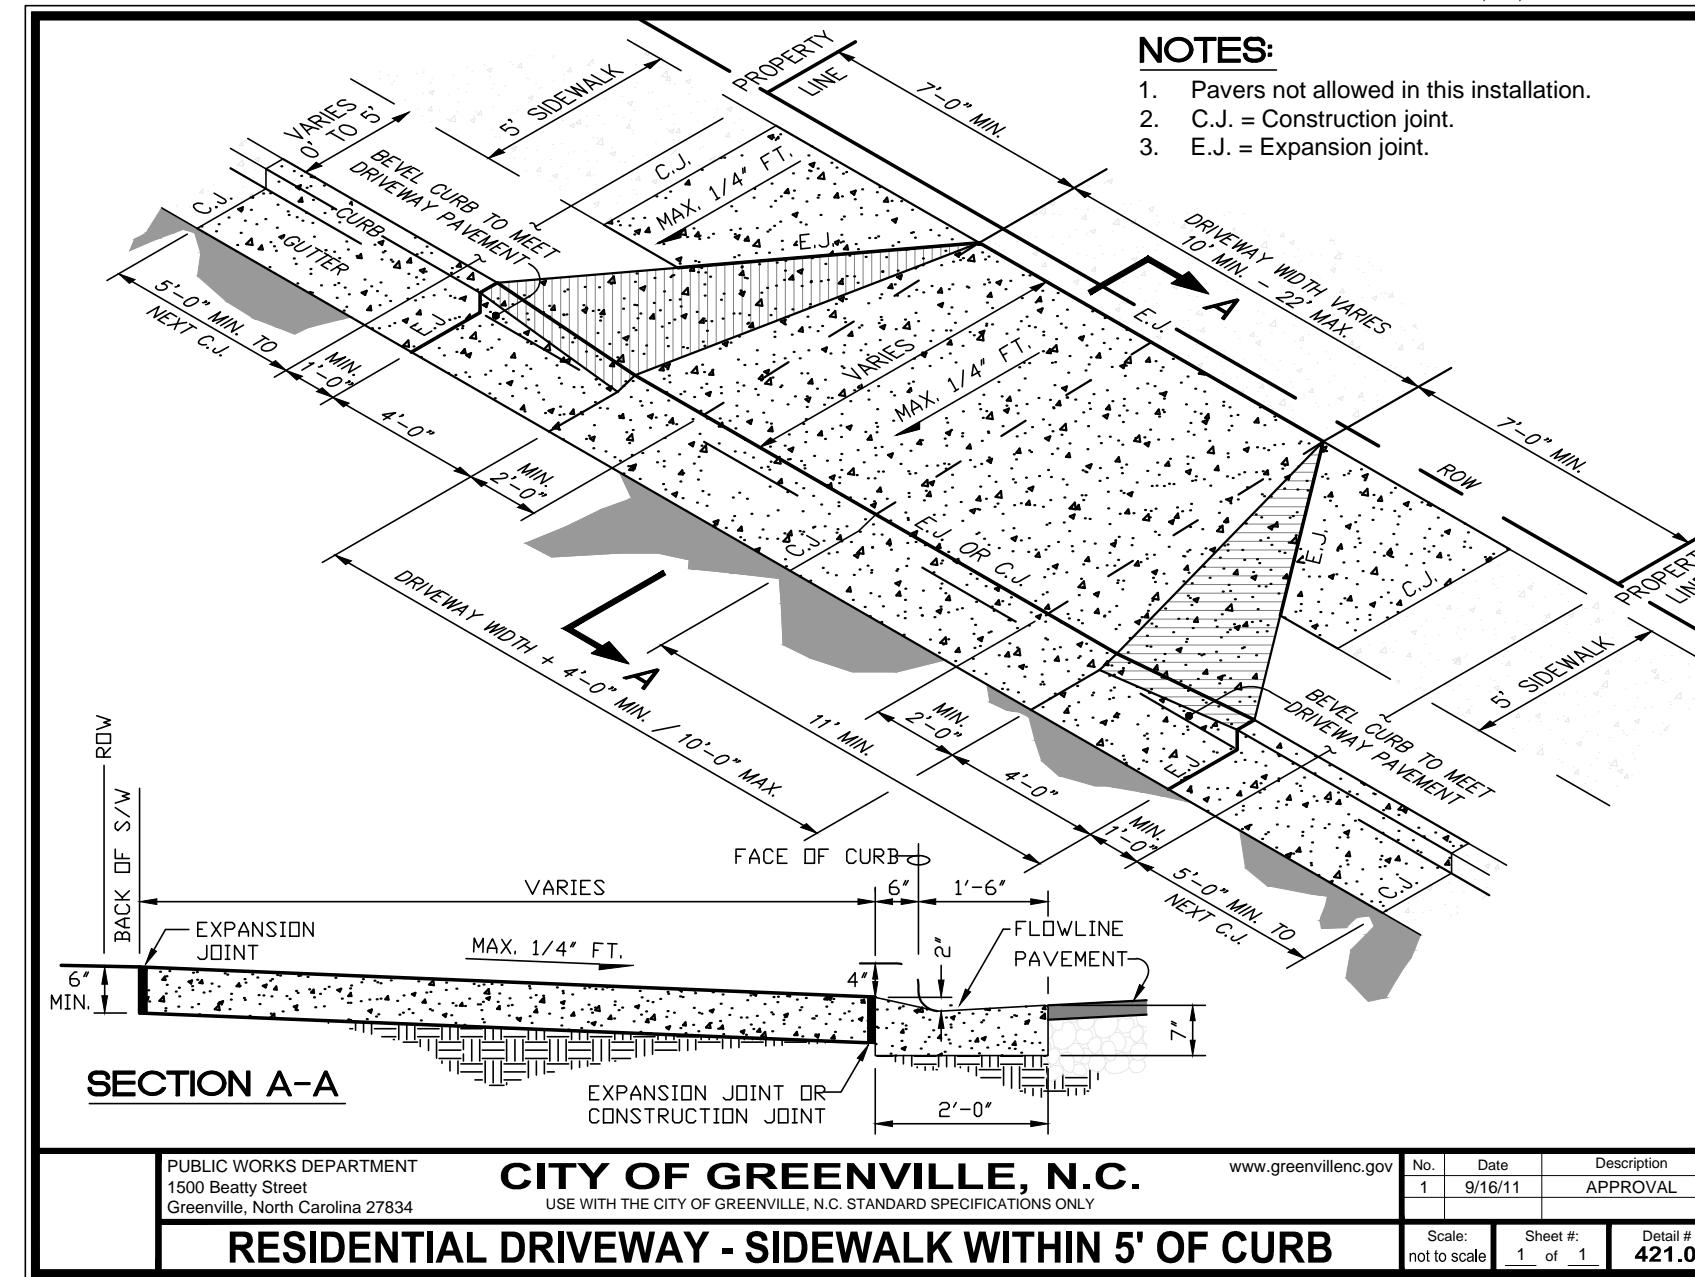 NOTES:
1. Pavers not allowed in this installation.
2. C.J. = Construction joint.
3. E.J. = Expansion joint.
PROPERTY
LINE
7'-0" MIN.
5' SIDEWALK
VARIES
0' TO 5'
BEVEL CURB TO MEET
DRIVEWAY PAVEMENT
C.J.
MAX. 1/4" FT.
E.J.
C.J.
CURB
GUTTER
E.J.
5'-0" MIN. TO
NEXT C.J.
MIN.
1'-0"
4'-0"
MIN.
2'-0"
DRIVEWAY WIDTH VARIES
10' MIN - 22' MAX.
A
E.J.
VARIES
MAX. 1/4" FT.
7'-0" MIN.
ROW
E.J.
C.J.
PROPERT
LIN
5' SIDEWALK
E.J. OR C.J.
C.J.
DRIVEWAY WIDTH + 4'-0" MIN. / 10'-0" MAX.
A
11' MIN.
MIN.
2'-0"
4'-0"
MIN.
1'-0"
5'-0" MIN. TO
NEXT C.J.
E.J.
BEVEL CURB TO MEET
DRIVEWAY PAVEMENT
C.J.
ROW
BACK OF S/W
FACE OF CURB
VARIES
6"
1'-6"
EXPANSION
JOINT
MAX. 1/4" FT.
4"
2"
FLOWLINE
PAVEMENT
6"
MIN.
7"
SECTION A-A
EXPANSION JOINT OR
CONSTRUCTION JOINT
2'-0"
PUBLIC WORKS DEPARTMENT
1500 Beatty Street
Greenville, North Carolina 27834
CITY OF GREENVILLE, N.C.
USE WITH THE CITY OF GREENVILLE, N.C. STANDARD SPECIFICATIONS ONLY
www.greenvillenc.gov
No. Date Description
1 9/16/11 APPROVAL
RESIDENTIAL DRIVEWAY - SIDEWALK WITHIN 5' OF CURB
Scale:
not to scale
Sheet #:
1 of 1
Detail #
421.0